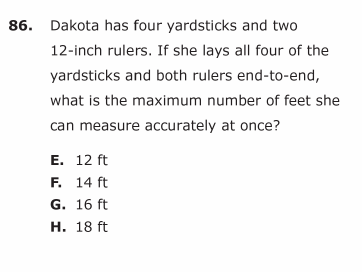 86. Dakota has four yardsticks and two
12-inch rulers. If she lays all four of the
yardsticks and both rulers end-to-end,
what is the maximum number of feet she
can measure accurately at once?
E. 12 ft
F. 14 ft
G. 16 ft
H. 18 ft